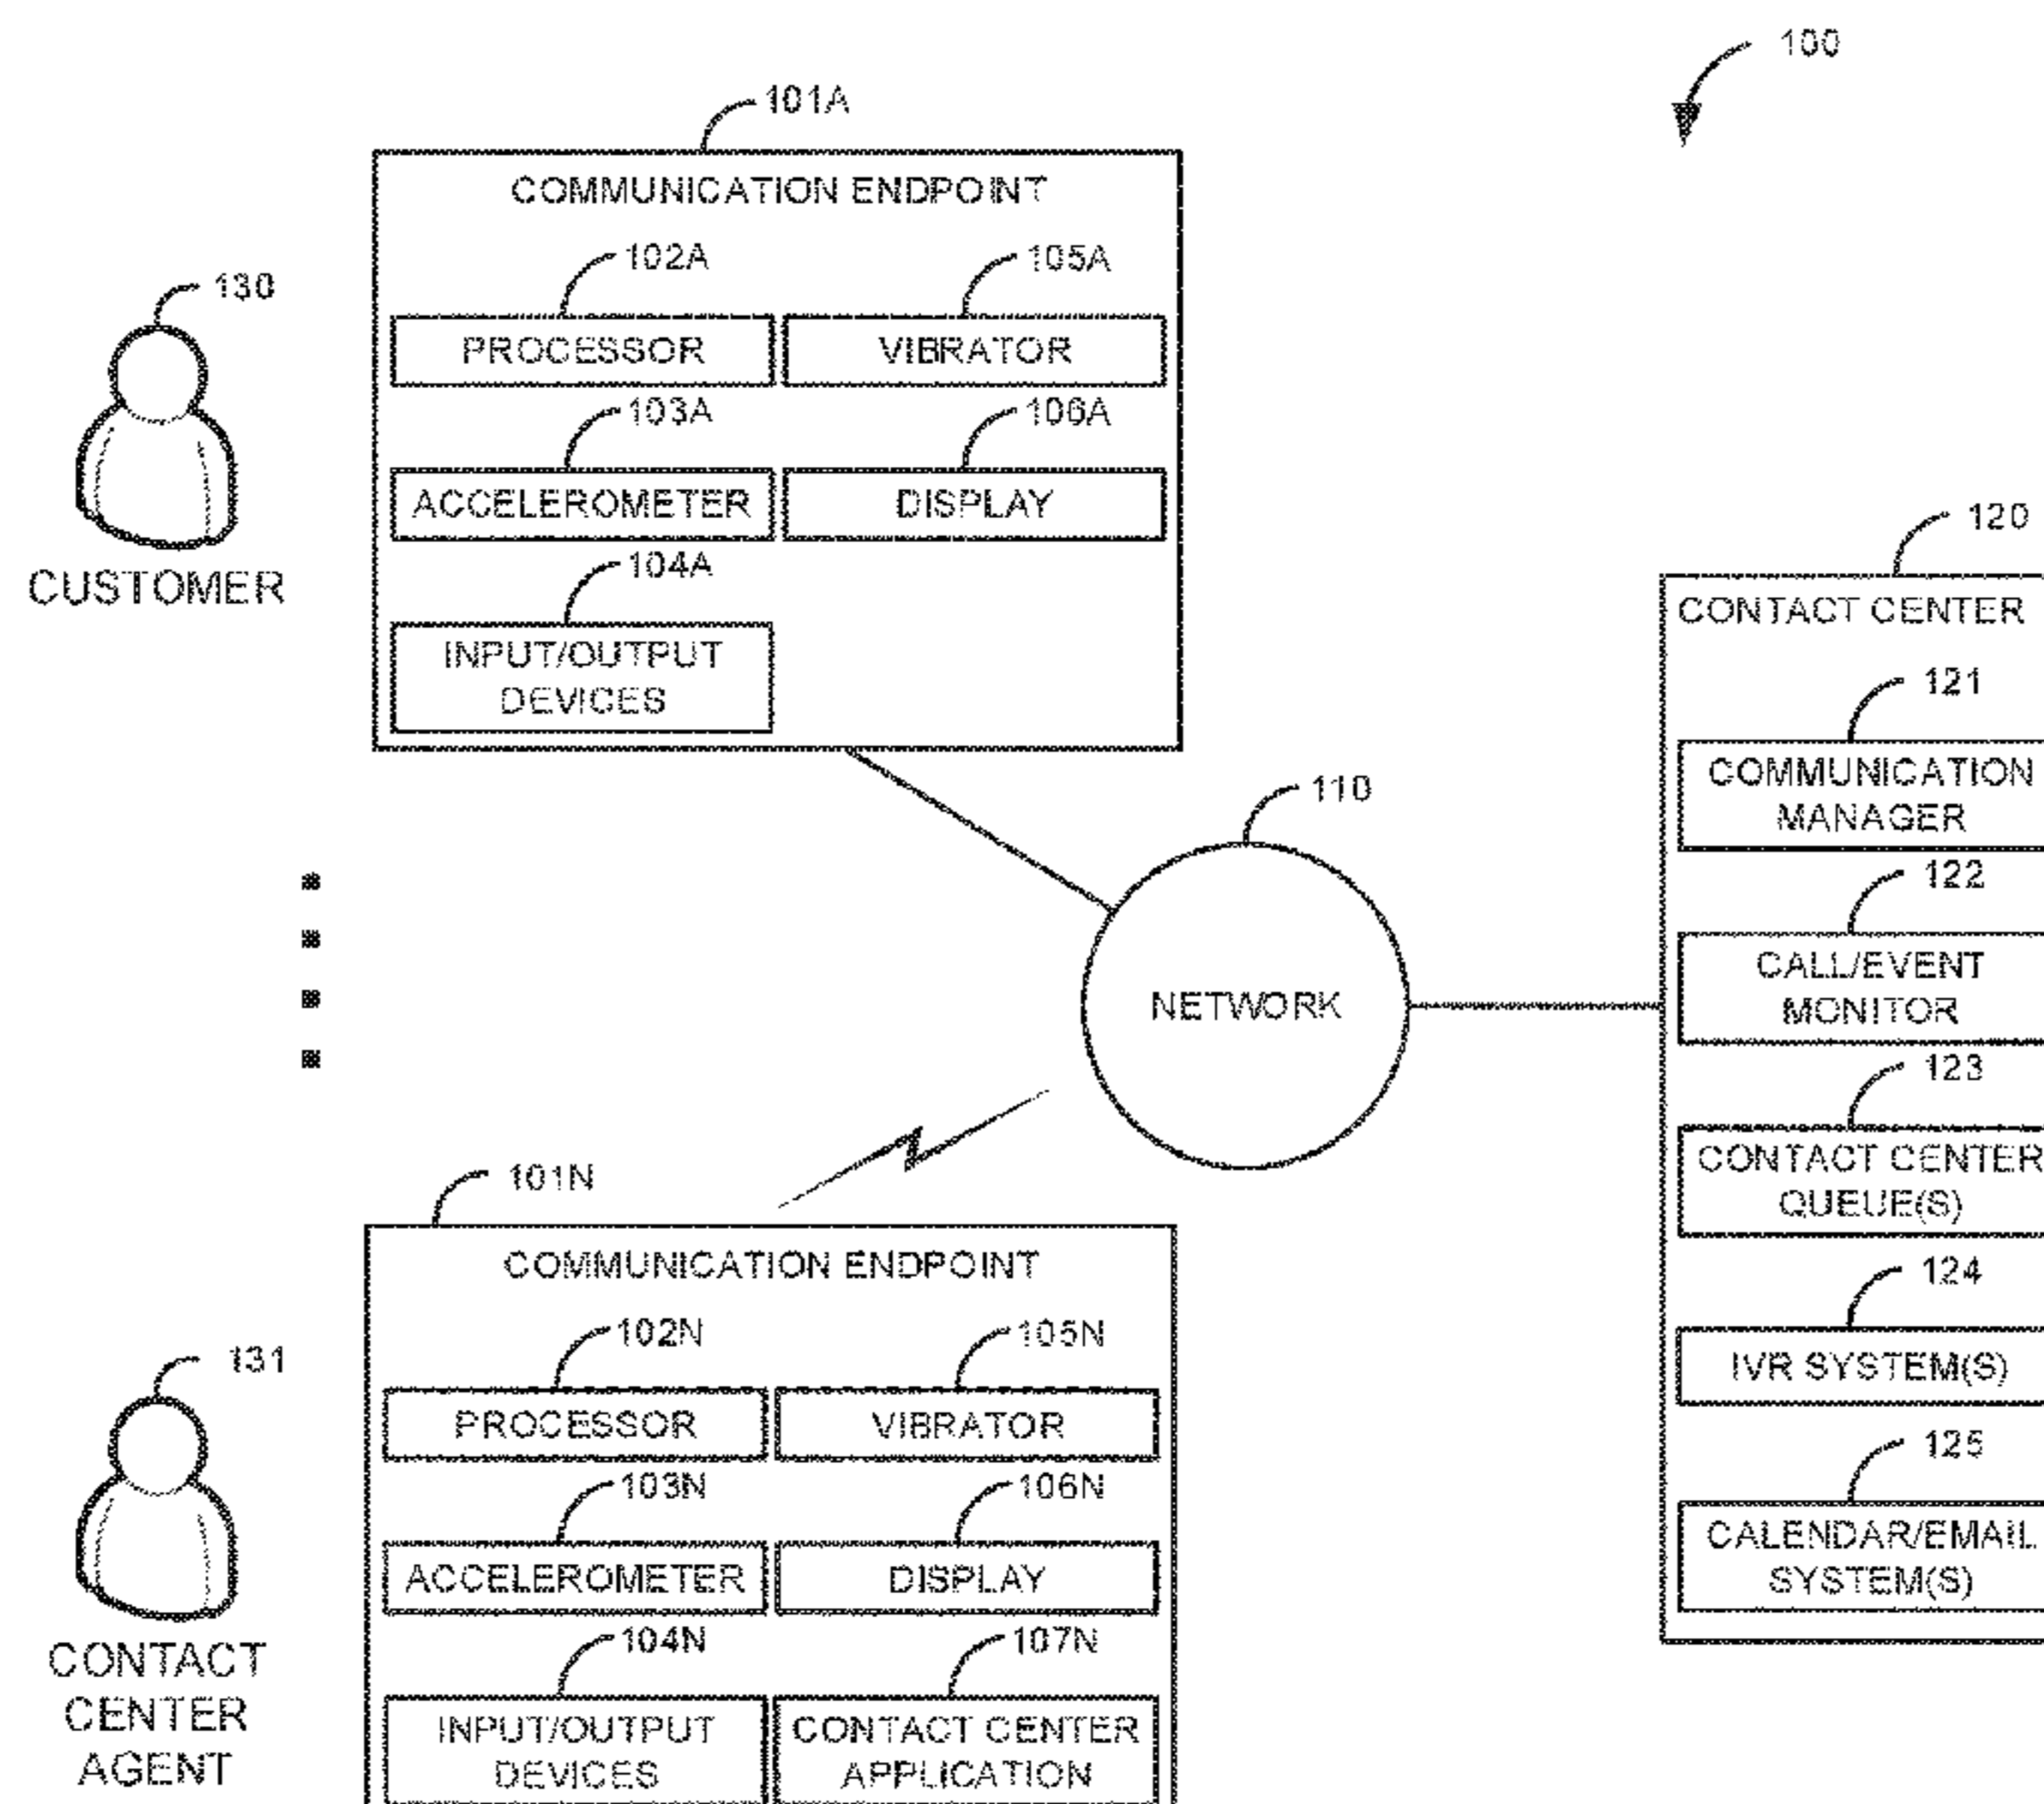 100
101A
COMMUNICATION ENDPOINT
102A
105A
PROCESSOR
VIBRATOR
103A
106A
ACCELEROMETER
DISPLAY
104A
INPUT/OUTPUT
DEVICES
130
CUSTOMER
110
NETWORK
120
CONTACT CENTER
121
COMMUNICATION
MANAGER
122
CALL/EVENT
MONITOR
123
CONTACT CENTER
QUEUE(S)
124
IVR SYSTEM(S)
125
CALENDAR/EMAIL
SYSTEM(S)
101N
COMMUNICATION ENDPOINT
102N
105N
PROCESSOR
VIBRATOR
103N
106N
ACCELEROMETER
DISPLAY
104N
107N
INPUT/OUTPUT
DEVICES
CONTACT CENTER
APPLICATION
131
CONTACT
CENTER
AGENT